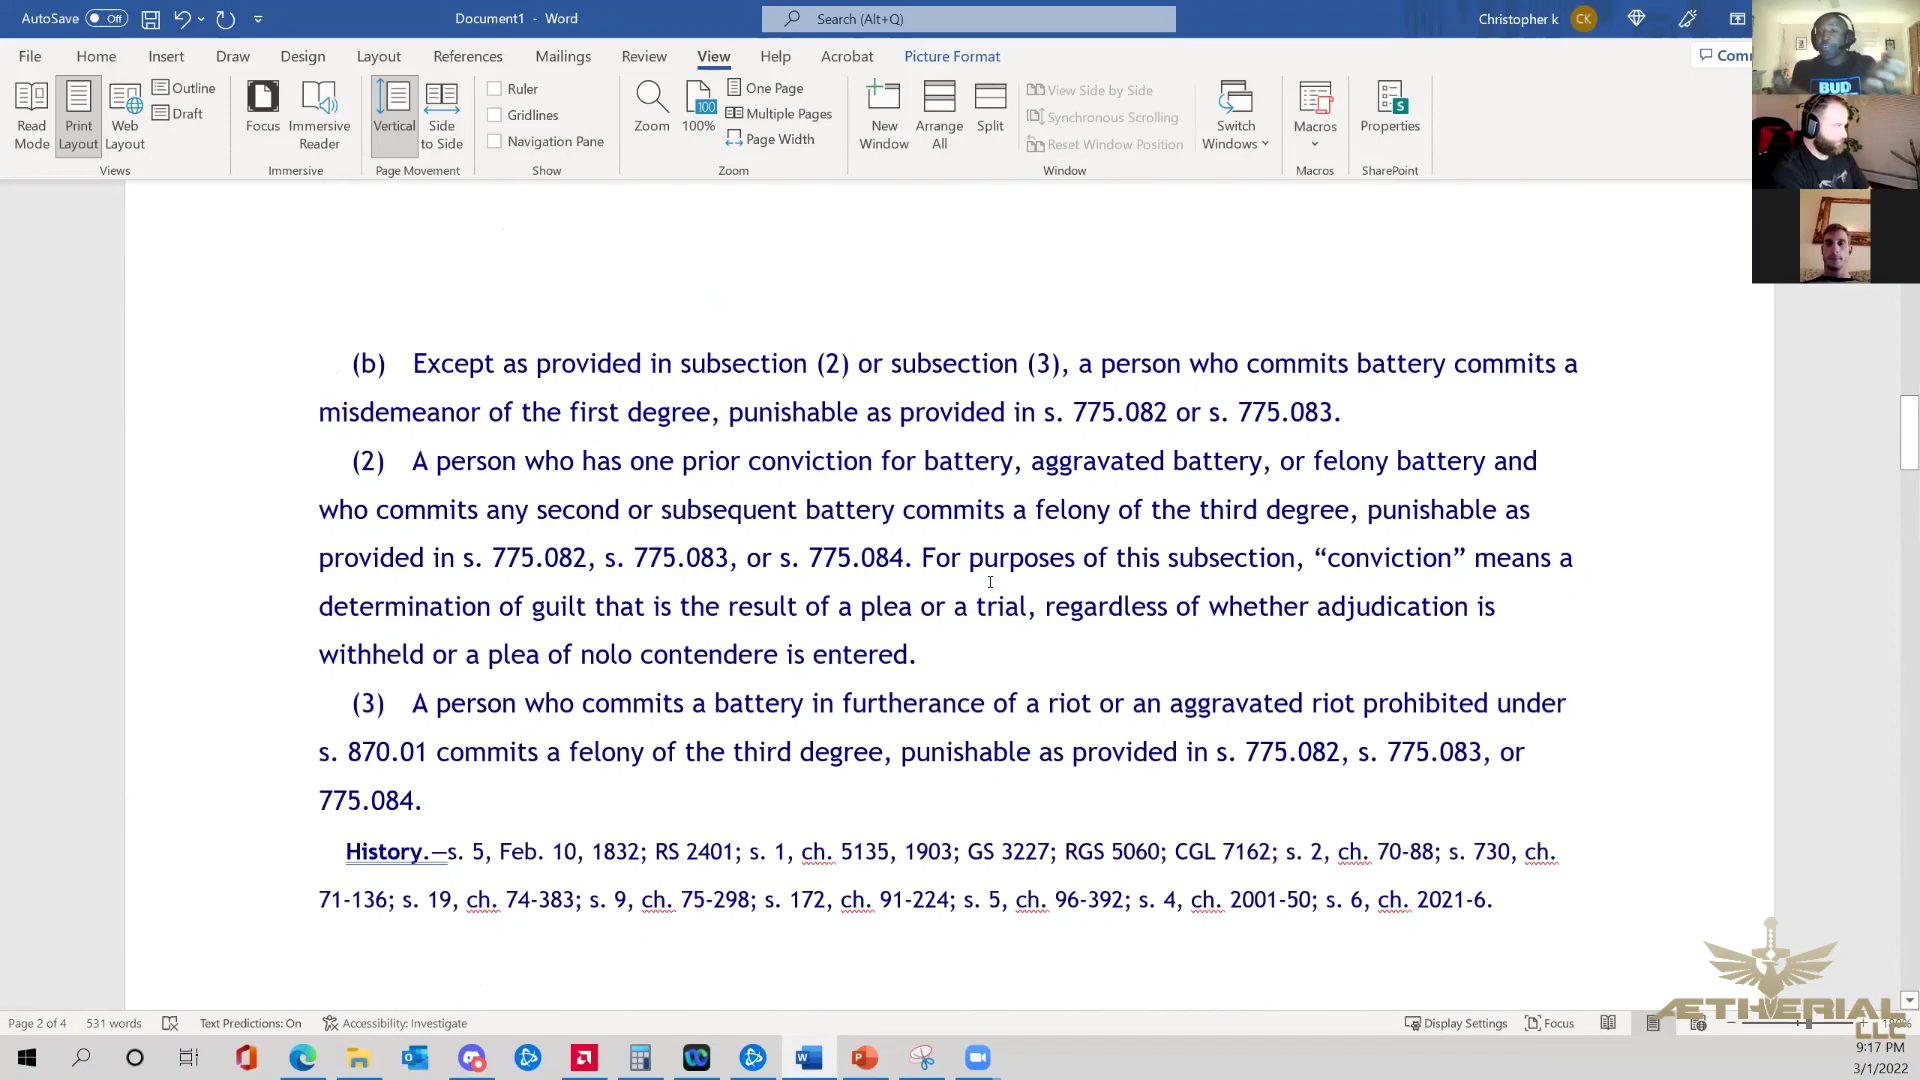 AutoSave Off Document1 - Word Search (Alt+Q) Christopher k CK
File Home Insert Draw Design Layout References Mailings Review View Help Acrobat Picture Format
Read Mode
Print Layout
Web Layout
Outline
Draft
Views
Focus
Immersive Reader
Immersive
Vertical
Side to Side
Page Movement
Ruler
Gridlines
Navigation Pane
Show
Zoom
100
100%
One Page
Multiple Pages
Page Width
Zoom
New Window
Arrange All
Split
View Side by Side
Synchronous Scrolling
Reset Window Position
Switch Windows
Window
Macros
Macros
Properties
SharePoint
BUD
(b) Except as provided in subsection (2) or subsection (3), a person who commits battery commits a
misdemeanor of the first degree, punishable as provided in s. 775.082 or s. 775.083.
(2) A person who has one prior conviction for battery, aggravated battery, or felony battery and
who commits any second or subsequent battery commits a felony of the third degree, punishable as
provided in s. 775.082, s. 775.083, or s. 775.084. For purposes of this subsection, “conviction” means a
determination of guilt that is the result of a plea or a trial, regardless of whether adjudication is
withheld or a plea of nolo contendere is entered.
(3) A person who commits a battery in furtherance of a riot or an aggravated riot prohibited under
s. 870.01 commits a felony of the third degree, punishable as provided in s. 775.082, s. 775.083, or
775.084.
History.—s. 5, Feb. 10, 1832; RS 2401; s. 1, ch. 5135, 1903; GS 3227; RGS 5060; CGL 7162; s. 2, ch. 70-88; s. 730, ch.
71-136; s. 19, ch. 74-383; s. 9, ch. 75-298; s. 172, ch. 91-224; s. 5, ch. 96-392; s. 4, ch. 2001-50; s. 6, ch. 2021-6.
ÆTHERIAL
LLC
Page 2 of 4 531 words Text Predictions: On Accessibility: Investigate Display Settings Focus
9:17 PM
3/1/2022